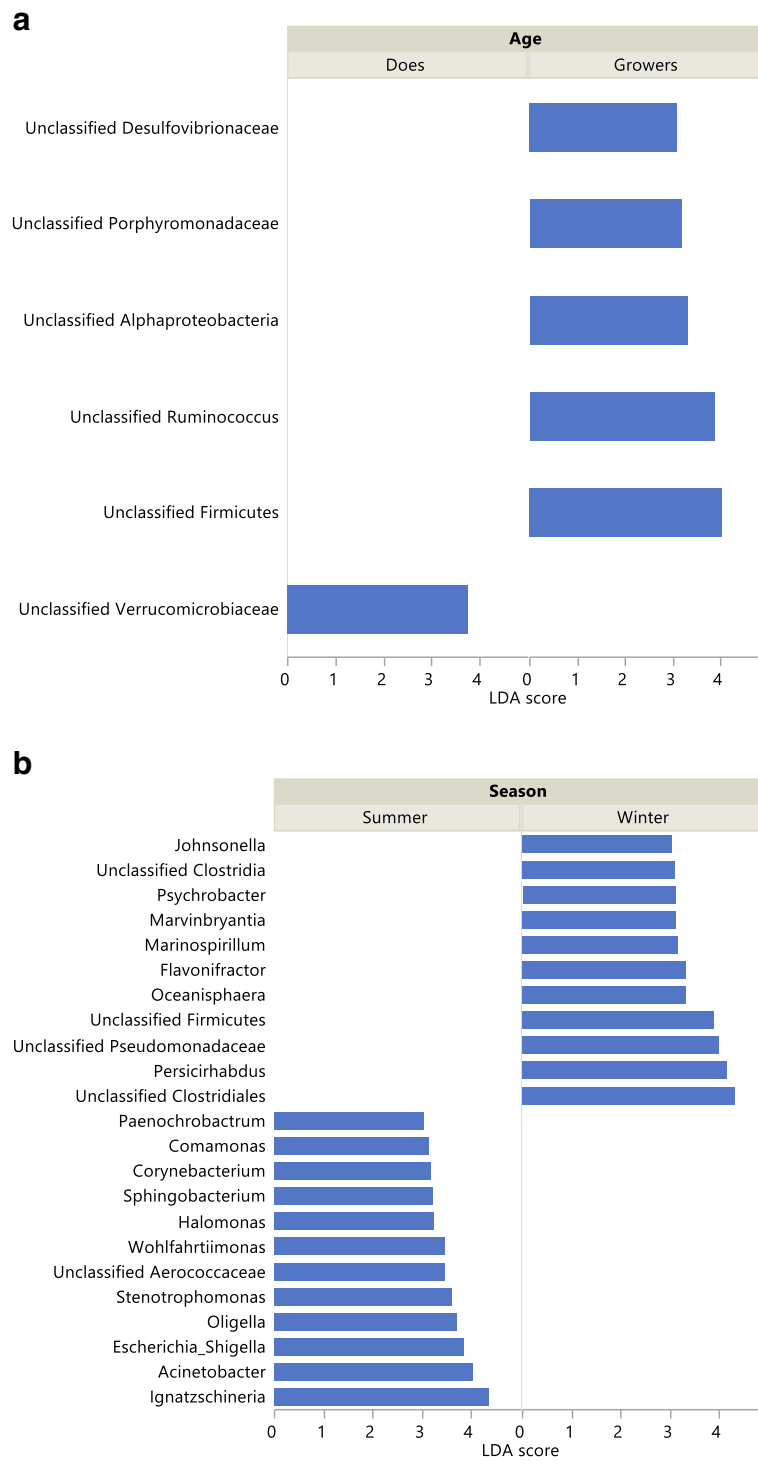 a
Age
Does Growers
Unclassified Desulfovibrionaceae
Unclassified Porphyromonadaceae
Unclassified Alphaproteobacteria
Unclassified Ruminococcus
Unclassified Firmicutes
Unclassified Verrucomicrobiaceae
0 1 2 3 4 0 1 2 3 4
LDA score
b
Season
Summer Winter
Johnsonella
Unclassified Clostridia
Psychrobacter
Marvinbryantia
Marinospirillum
Flavonifractor
Oceanisphaera
Unclassified Firmicutes
Unclassified Pseudomonadaceae
Persicirhabdus
Unclassified Clostridiales
Paenochrobactrum
Comamonas
Corynebacterium
Sphingobacterium
Halomonas
Wohlfahrtiimonas
Unclassified Aerococcaceae
Stenotrophomonas
Oligella
Escherichia_Shigella
Acinetobacter
Ignatzschineria
0 1 2 3 4 0 1 2 3 4
LDA score